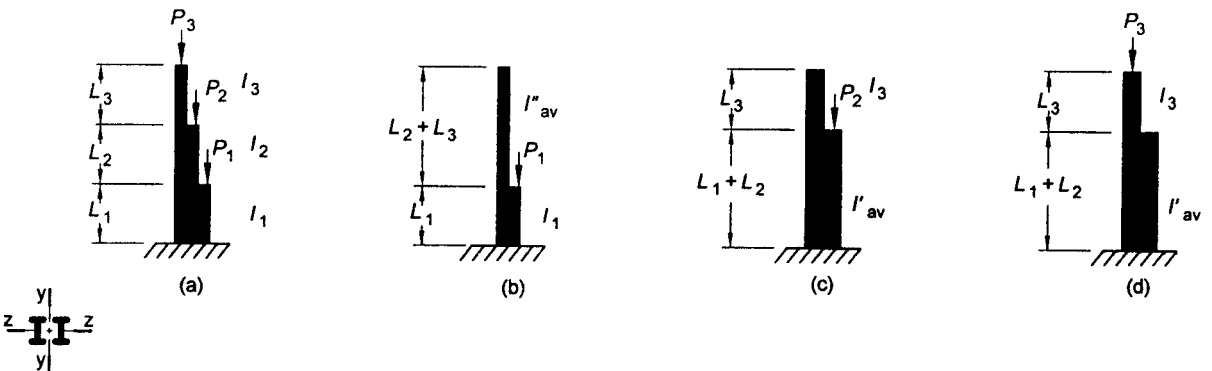 P3
L3
P2
I3
L2
P1
I2
L1
I1
(a)
L2 + L3
I"av
P1
L1
I1
(b)
L3
P2
I3
L1 + L2
I'av
(c)
P3
L3
I3
L1 + L2
I'av
(d)
y
z z
y